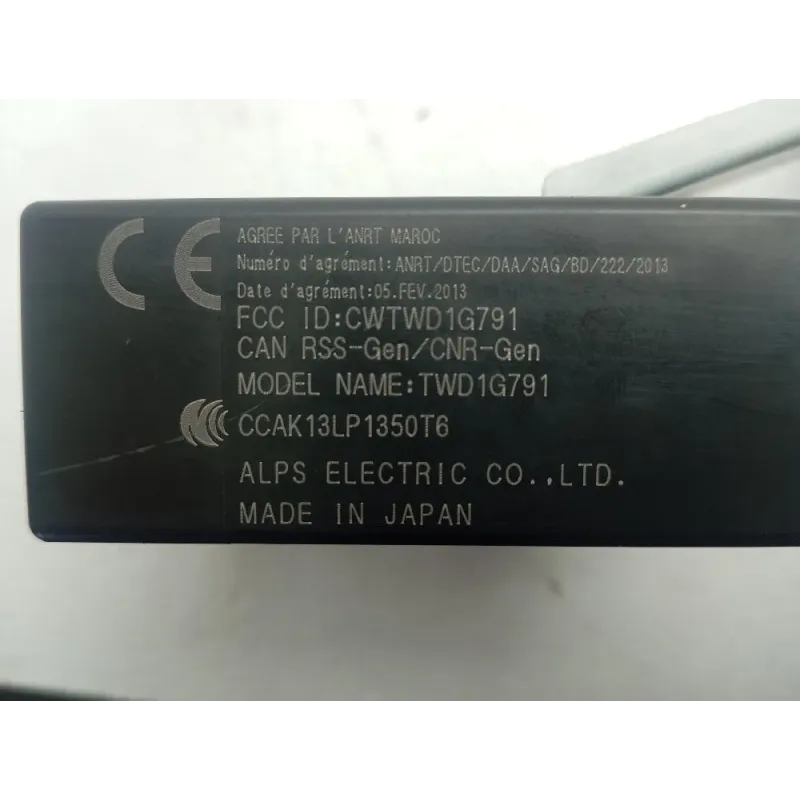 CE
AGREE PAR L'ANRT MAROC
Numéro d'agrément:ANRT/DTEC/DAA/SAG/BD/222/2013
Date d'agrément:05.FEV.2013
FCC ID:CWTWD1G791
CAN RSS-Gen/CNR-Gen
MODEL NAME:TWD1G791
CCAK13LP1350T6
ALPS ELECTRIC CO.,LTD.
MADE IN JAPAN